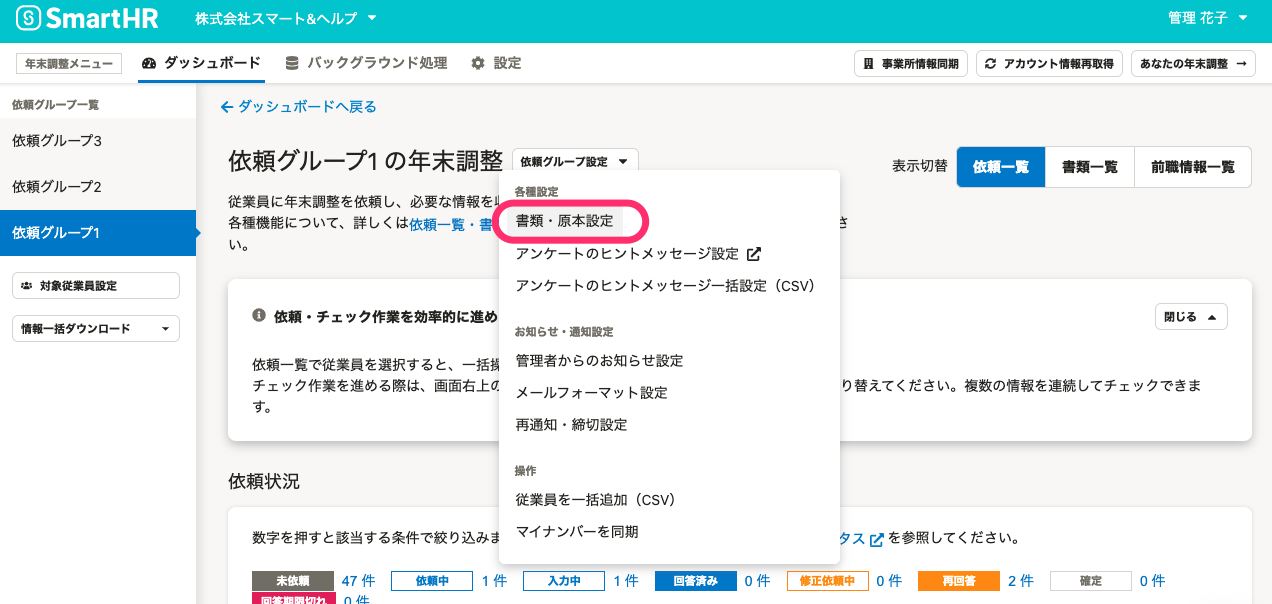 SmartHR 株式会社スマート&ヘルプ 管理 花子
年末調整メニュー ダッシュボード バックグラウンド処理 設定 事業所情報同期 アカウント情報再取得 あなたの年末調整 →
依頼グループ一覧
依頼グループ3
依頼グループ2
依頼グループ1
対象従業員設定
情報一括ダウンロード
← ダッシュボードへ戻る
依頼グループ1 の年末調整 依頼グループ設定
表示切替 依頼一覧 書類一覧 前職情報一覧
従業員に年末調整を依頼し、必要な情報を
各種機能について、詳しくは依頼一覧・書 さ
い。
各種設定
書類・原本設定
アンケートのヒントメッセージ設定
アンケートのヒントメッセージ一括設定（CSV）
お知らせ・通知設定
管理者からのお知らせ設定
メールフォーマット設定
再通知・締切設定
操作
従業員を一括追加（CSV）
マイナンバーを同期
依頼・チェック作業を効率的に進め
閉じる
依頼一覧で従業員を選択すると、一括操
チェック作業を進める際は、画面右上の り替えてください。複数の情報を連続してチェックできま
す。
依頼状況
数字を押すと該当する条件で絞り込みま タス を参照してください。
未依頼 47 件 依頼中 1 件 入力中 1 件 回答済み 0 件 修正依頼中 0 件 再回答 2 件 確定 0 件
回答期限切れ 0 件